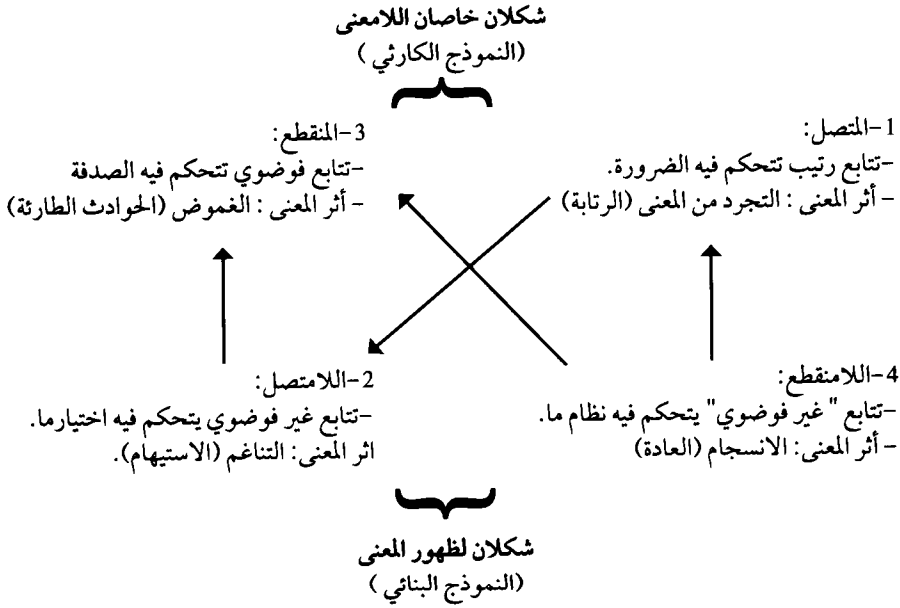 شكلان خاصان اللامعنى
(النموذج الكارثي )
1-المتصل:
-تتابع رتيب تتحكم فيه الضرورة.
- أثر المعنى : التجرد من المعنى (الرتابة)
3-المنقطع:
-تتابع فوضوي تتحكم فيه الصدفة
- أثر المعنى : الغموض (الحوادث الطارئة)
4-اللامنقطع:
-تتابع " غير فوضوي" يتحكم فيه نظام ما.
- أثر المعنى: الانسجام (العادة)
2-اللامتصل:
-تتابع غير فوضوي يتحكم فيه اختيارما.
اثر المعنى: التناغم (الاستيهام).
شكلان لظهور المعنى
(النموذج البنائي )